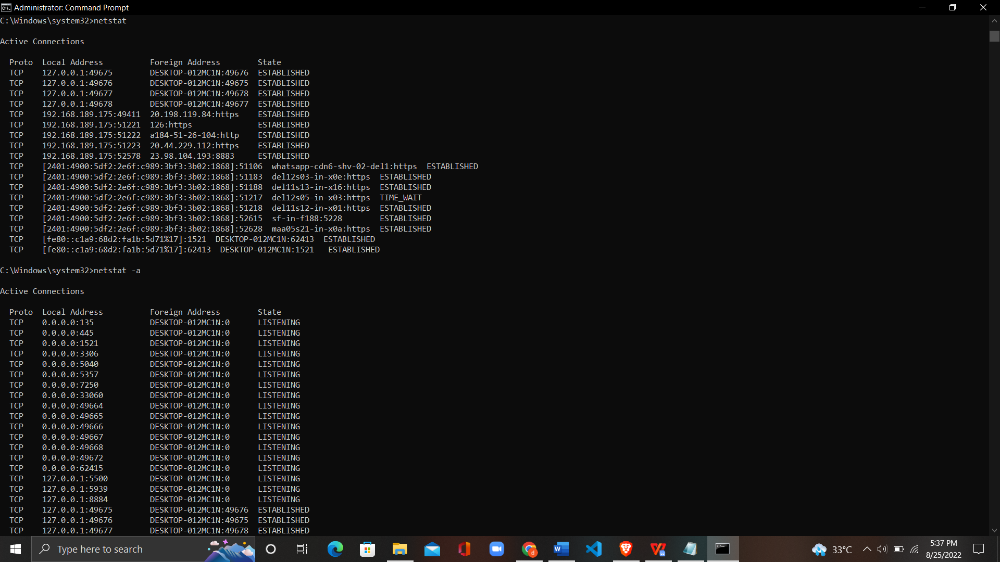 Administrator: Command Prompt
C:\Windows\system32>netstat
Active Connections
Proto  Local Address          Foreign Address        State
TCP    127.0.0.1:49675        DESKTOP-012MC1N:49676  ESTABLISHED
TCP    127.0.0.1:49676        DESKTOP-012MC1N:49675  ESTABLISHED
TCP    127.0.0.1:49677        DESKTOP-012MC1N:49678  ESTABLISHED
TCP    127.0.0.1:49678        DESKTOP-012MC1N:49677  ESTABLISHED
TCP    192.168.189.175:49411  20.198.119.84:https    ESTABLISHED
TCP    192.168.189.175:51221  126:https              ESTABLISHED
TCP    192.168.189.175:51222  a184-51-26-104:http    ESTABLISHED
TCP    192.168.189.175:51223  20.44.229.112:https    ESTABLISHED
TCP    192.168.189.175:52578  23.98.104.193:8883     ESTABLISHED
TCP    [2401:4900:5df2:2e6f:c989:3bf3:3b02:1868]:51106  whatsapp-cdn6-shv-02-del1:https  ESTABLISHED
TCP    [2401:4900:5df2:2e6f:c989:3bf3:3b02:1868]:51183  del12s03-in-x0e:https  ESTABLISHED
TCP    [2401:4900:5df2:2e6f:c989:3bf3:3b02:1868]:51188  del11s13-in-x16:https  ESTABLISHED
TCP    [2401:4900:5df2:2e6f:c989:3bf3:3b02:1868]:51217  del12s05-in-x03:https  TIME_WAIT
TCP    [2401:4900:5df2:2e6f:c989:3bf3:3b02:1868]:51218  del11s12-in-x01:https  ESTABLISHED
TCP    [2401:4900:5df2:2e6f:c989:3bf3:3b02:1868]:52615  sf-in-f188:5228        ESTABLISHED
TCP    [2401:4900:5df2:2e6f:c989:3bf3:3b02:1868]:52628  maa05s21-in-x0a:https  ESTABLISHED
TCP    [fe80::c1a9:68d2:fa1b:5d71%17]:1521  DESKTOP-012MC1N:62413  ESTABLISHED
TCP    [fe80::c1a9:68d2:fa1b:5d71%17]:62413  DESKTOP-012MC1N:1521   ESTABLISHED
C:\Windows\system32>netstat -a
Active Connections
Proto  Local Address          Foreign Address        State
TCP    0.0.0.0:135            DESKTOP-012MC1N:0      LISTENING
TCP    0.0.0.0:445            DESKTOP-012MC1N:0      LISTENING
TCP    0.0.0.0:1521           DESKTOP-012MC1N:0      LISTENING
TCP    0.0.0.0:3306           DESKTOP-012MC1N:0      LISTENING
TCP    0.0.0.0:5040           DESKTOP-012MC1N:0      LISTENING
TCP    0.0.0.0:5357           DESKTOP-012MC1N:0      LISTENING
TCP    0.0.0.0:7250           DESKTOP-012MC1N:0      LISTENING
TCP    0.0.0.0:33060          DESKTOP-012MC1N:0      LISTENING
TCP    0.0.0.0:49664          DESKTOP-012MC1N:0      LISTENING
TCP    0.0.0.0:49665          DESKTOP-012MC1N:0      LISTENING
TCP    0.0.0.0:49666          DESKTOP-012MC1N:0      LISTENING
TCP    0.0.0.0:49667          DESKTOP-012MC1N:0      LISTENING
TCP    0.0.0.0:49668          DESKTOP-012MC1N:0      LISTENING
TCP    0.0.0.0:49672          DESKTOP-012MC1N:0      LISTENING
TCP    0.0.0.0:62415          DESKTOP-012MC1N:0      LISTENING
TCP    127.0.0.1:5500         DESKTOP-012MC1N:0      LISTENING
TCP    127.0.0.1:5939         DESKTOP-012MC1N:0      LISTENING
TCP    127.0.0.1:8884         DESKTOP-012MC1N:0      LISTENING
TCP    127.0.0.1:49675        DESKTOP-012MC1N:49676  ESTABLISHED
TCP    127.0.0.1:49676        DESKTOP-012MC1N:49675  ESTABLISHED
TCP    127.0.0.1:49677        DESKTOP-012MC1N:49678  ESTABLISHED
Type here to search
33°C
5:37 PM
8/25/2022